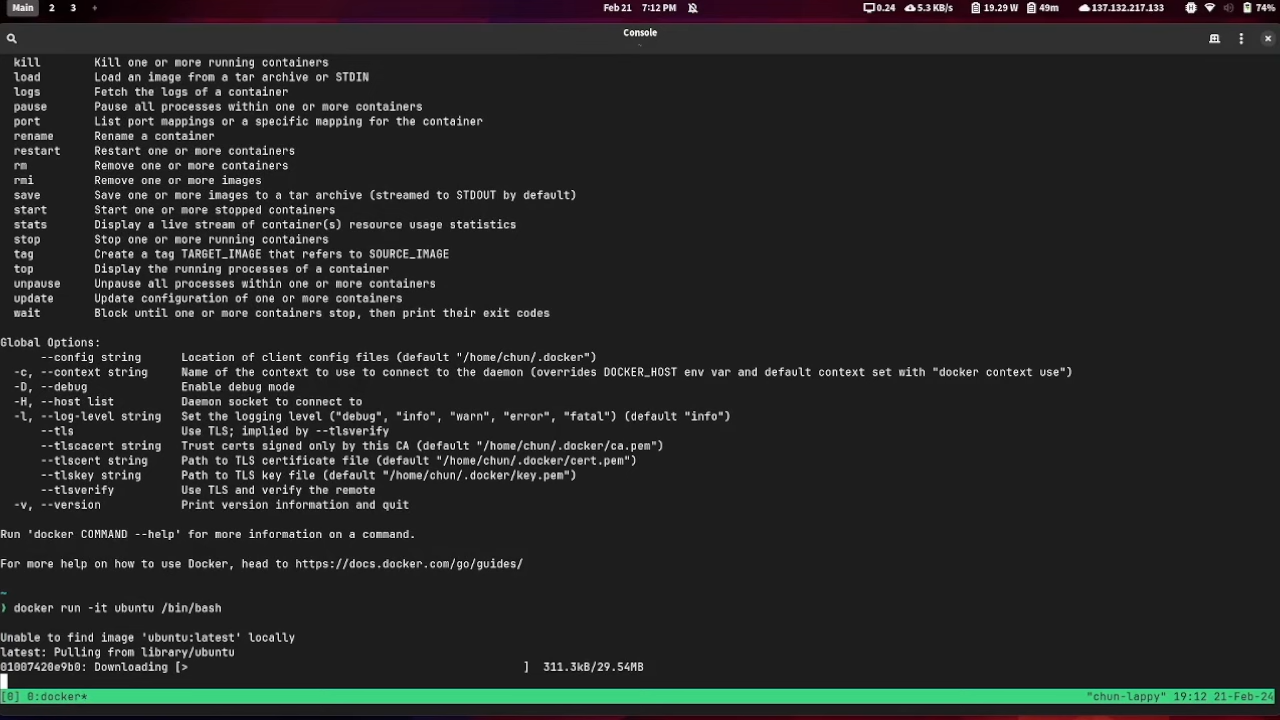 Main 2 3 + Feb 21 7:12 PM 0.24 5.3 KB/s 19.29 W 49m 137.132.217.133 74%
Console
~
kill Kill one or more running containers
load Load an image from a tar archive or STDIN
logs Fetch the logs of a container
pause Pause all processes within one or more containers
port List port mappings or a specific mapping for the container
rename Rename a container
restart Restart one or more containers
rm Remove one or more containers
rmi Remove one or more images
save Save one or more images to a tar archive (streamed to STDOUT by default)
start Start one or more stopped containers
stats Display a live stream of container(s) resource usage statistics
stop Stop one or more running containers
tag Create a tag TARGET_IMAGE that refers to SOURCE_IMAGE
top Display the running processes of a container
unpause Unpause all processes within one or more containers
update Update configuration of one or more containers
wait Block until one or more containers stop, then print their exit codes
Global Options:
--config string Location of client config files (default "/home/chun/.docker")
-c, --context string Name of the context to use to connect to the daemon (overrides DOCKER_HOST env var and default context set with "docker context use")
-D, --debug Enable debug mode
-H, --host list Daemon socket to connect to
-l, --log-level string Set the logging level ("debug", "info", "warn", "error", "fatal") (default "info")
--tls Use TLS; implied by --tlsverify
--tlscacert string Trust certs signed only by this CA (default "/home/chun/.docker/ca.pem")
--tlscert string Path to TLS certificate file (default "/home/chun/.docker/cert.pem")
--tlskey string Path to TLS key file (default "/home/chun/.docker/key.pem")
--tlsverify Use TLS and verify the remote
-v, --version Print version information and quit
Run 'docker COMMAND --help' for more information on a command.
For more help on how to use Docker, head to https://docs.docker.com/go/guides/
~
❯ docker run -it ubuntu /bin/bash
Unable to find image 'ubuntu:latest' locally
latest: Pulling from library/ubuntu
01007420e9b0: Downloading [> ] 311.3kB/29.54MB
[0] 0:docker* "chun-lappy" 19:12 21-Feb-24